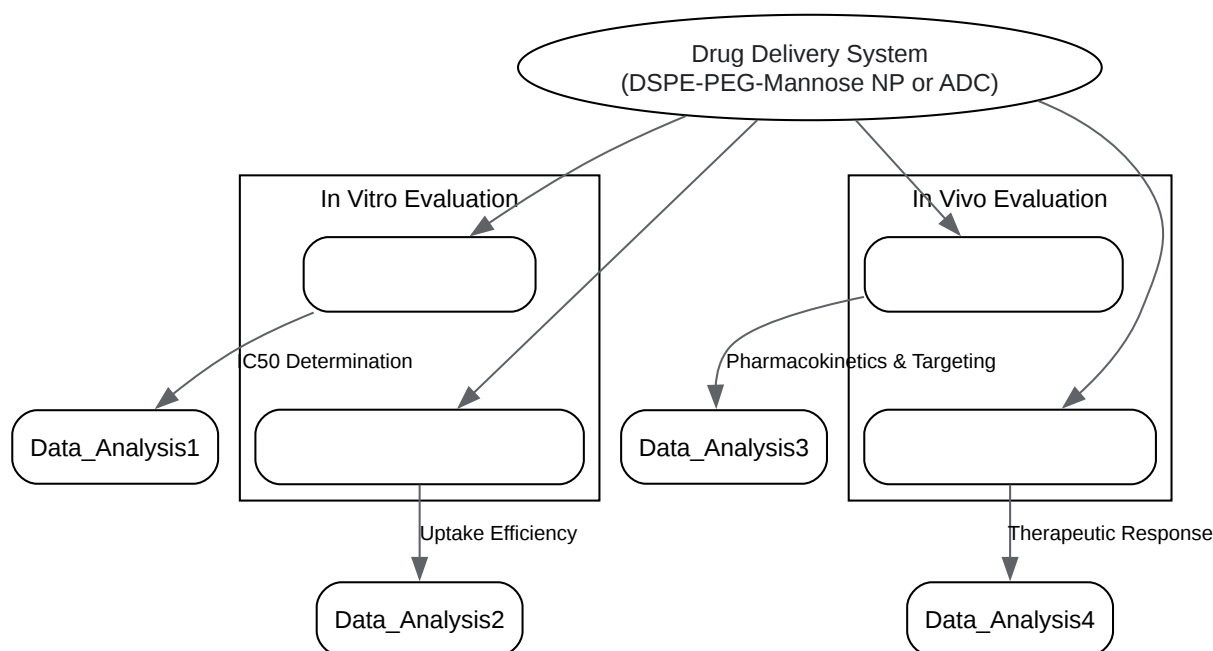 Drug Delivery System
(DSPE-PEG-Mannose NP or ADC)
In Vitro Evaluation
In Vivo Evaluation
IC50 Determination
Pharmacokinetics & Targeting
Data_Analysis1
Data_Analysis3
Uptake Efficiency
Therapeutic Response
Data_Analysis2
Data_Analysis4